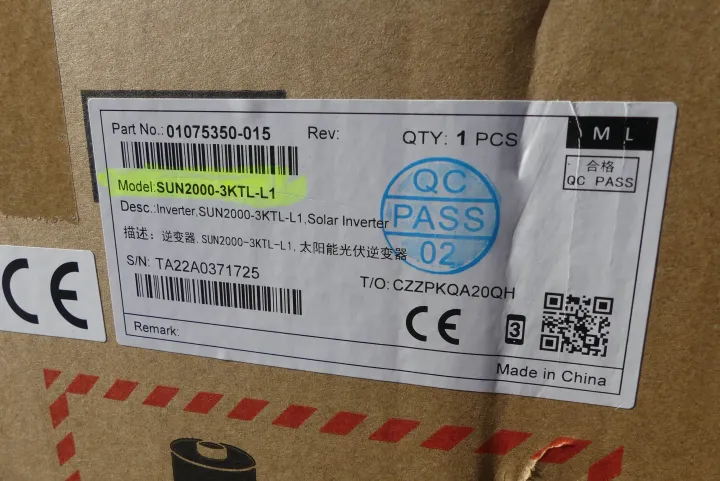 Part No.: 01075350-015 Rev: QTY: 1 PCS
M L
合格
QC PASS
Model:SUN2000-3KTL-L1
Desc.:Inverter,SUN2000-3KTL-L1,Solar Inverter
描述: 逆变器,SUN2000-3KTL-L1,太阳能光伏逆变器
QC
PASS
02
S/N: TA22A0371725
T/O: CZZPKQA20QH
CE
CE
3
Remark:
Made in China